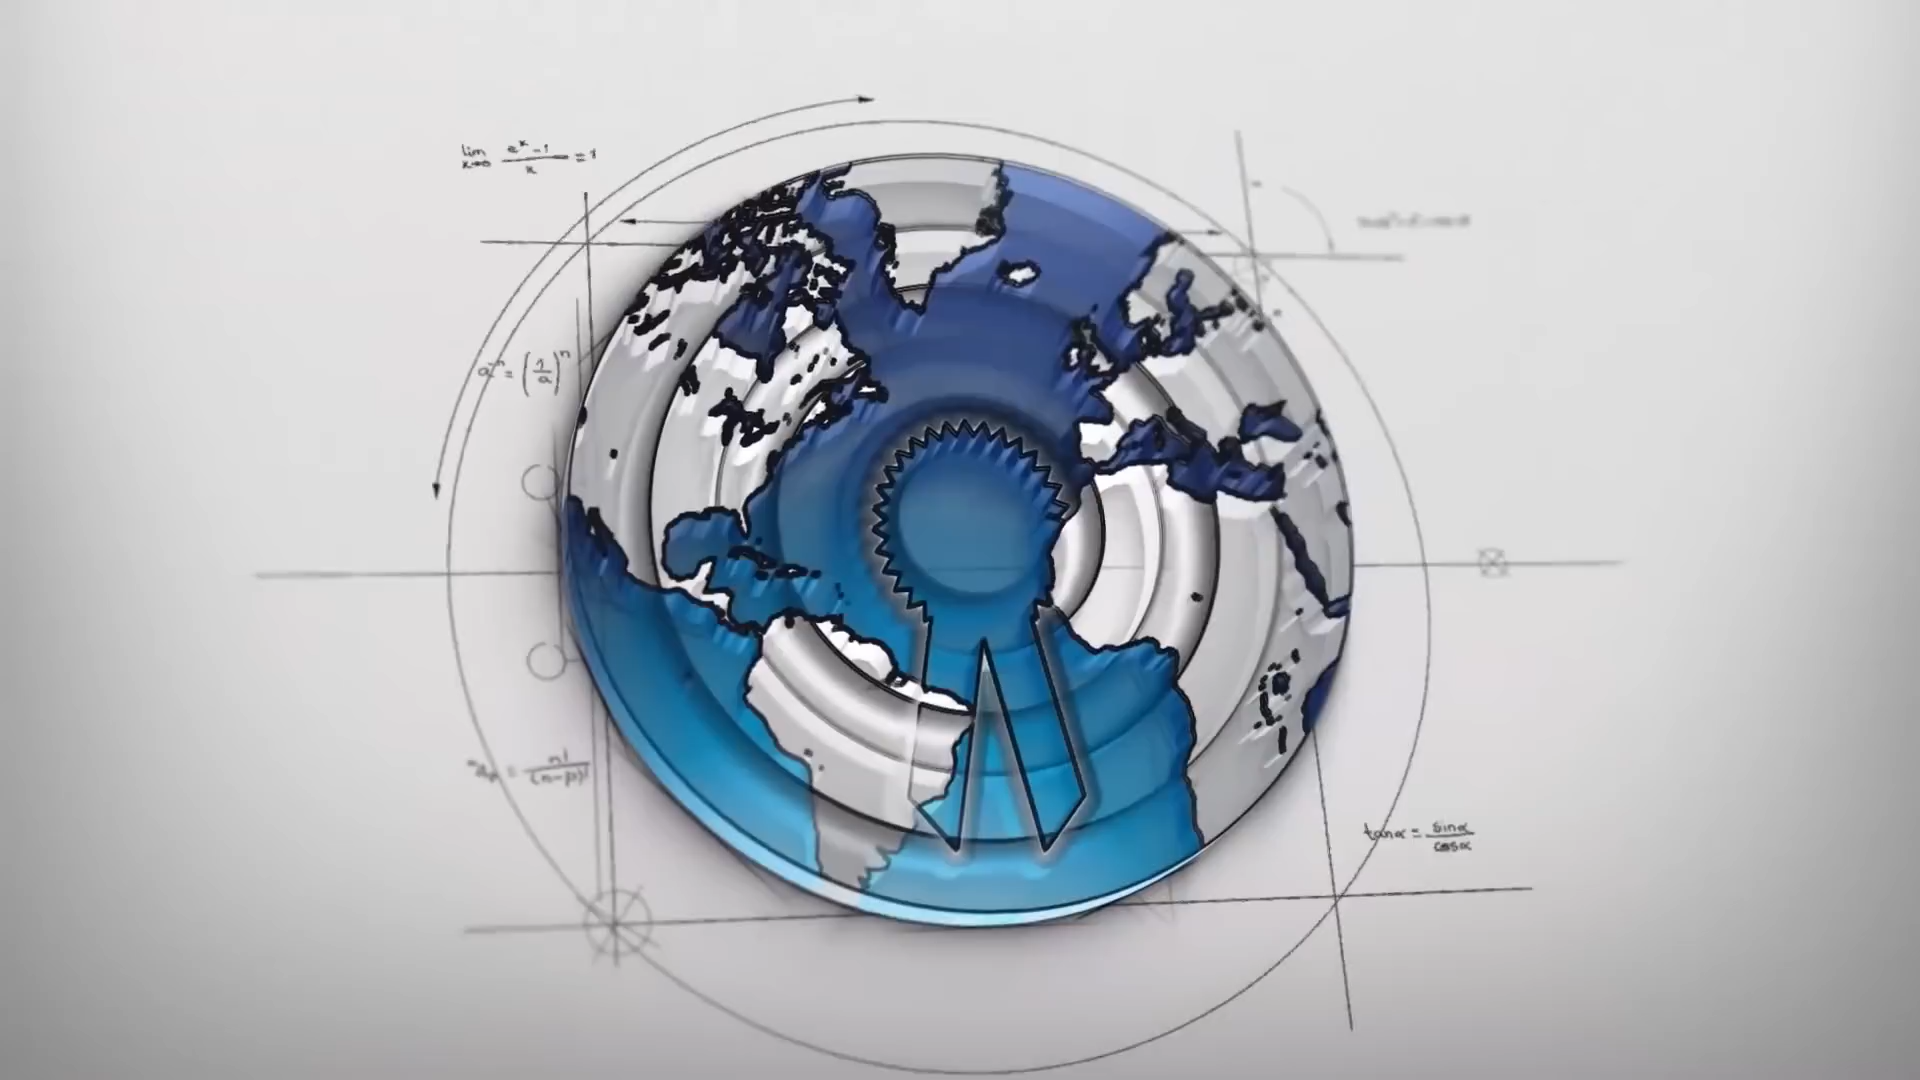 lim x→0 e^x-1/x =1
a^-n = (1/a)^n
n!/(n-p)!
tanα = sinα/cosα